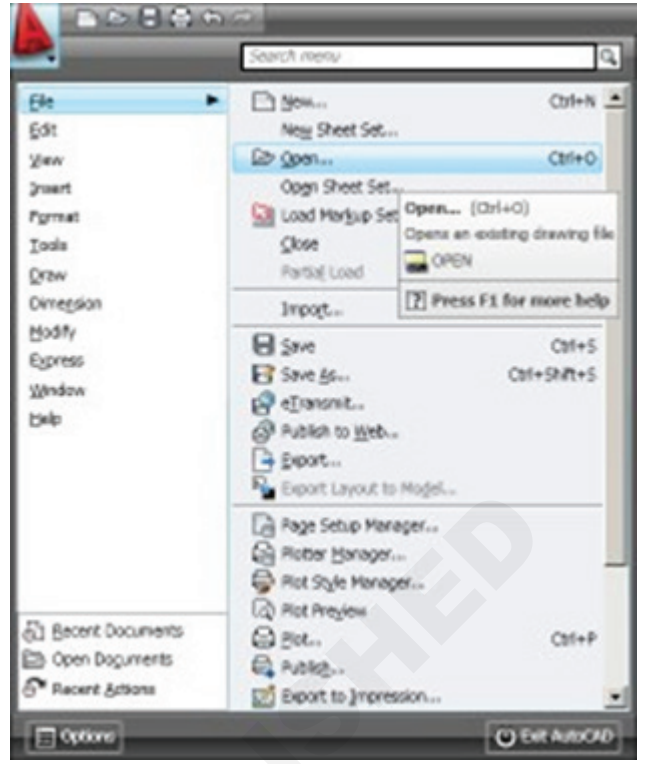 Search menu
File
Edit
View
Insert
Format
Tools
Draw
Dimension
Modify
Express
Window
Help
Recent Documents
Open Documents
Recent Actions
New... Ctrl+N
New Sheet Set...
Open... Ctrl+O
Open Sheet Set...
Load Markup Set
Close
Partial Load
Import...
Save Ctrl+S
Save As... Ctrl+Shift+S
eTransmit...
Publish to Web...
Export...
Export Layout to Model...
Page Setup Manager...
Plotter Manager...
Plot Style Manager...
Plot Preview
Plot... Ctrl+P
Publish...
Export to Impression...
Open... (Ctrl+O)
Opens an existing drawing file
OPEN
Press F1 for more help
Options
Exit AutoCAD
SHED